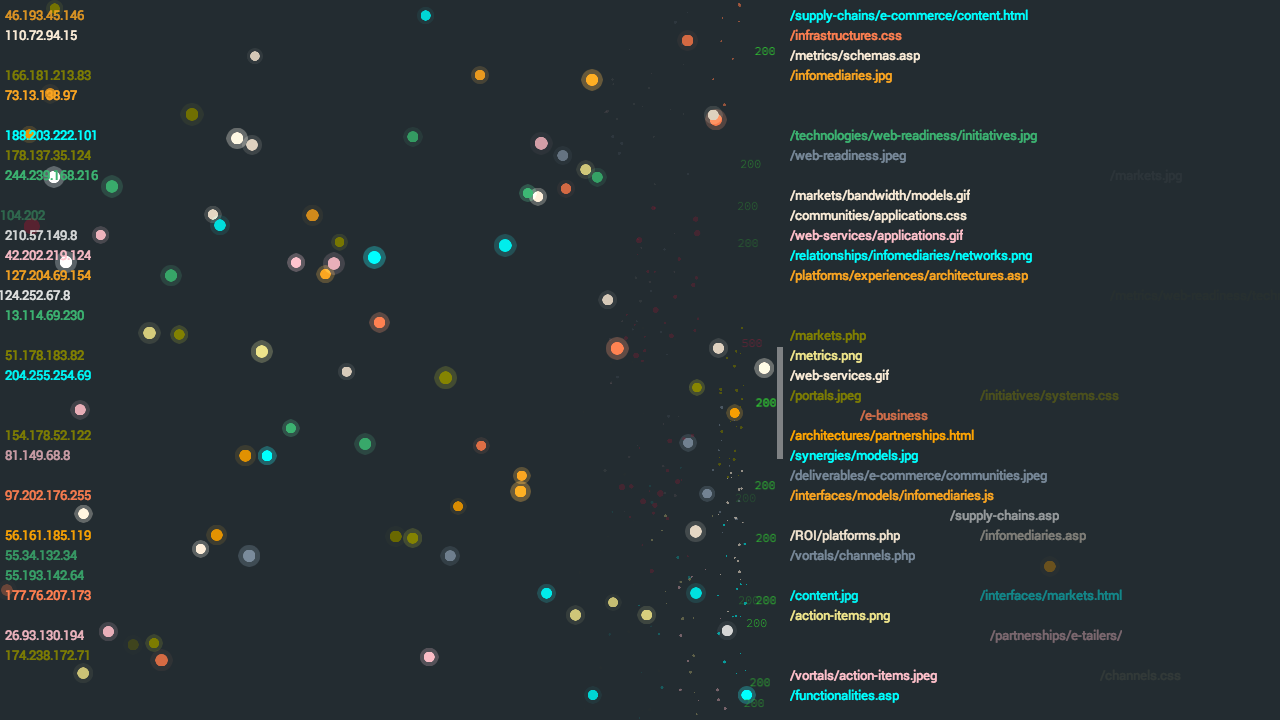 46.193.45.146
110.72.94.15
166.181.213.83
73.13.138.97
188.203.222.101
178.137.35.124
244.239.168.216
104.202
210.57.149.8
42.202.219.124
127.204.69.154
124.252.67.8
13.114.69.230
51.178.183.82
204.255.254.69
154.178.52.122
81.149.68.8
97.202.176.255
56.161.185.119
55.34.132.34
55.193.142.64
177.76.207.173
26.93.130.194
174.238.172.71
200
200
200
200
500
200
200
200
200
200
200
200
200
200
/supply-chains/e-commerce/content.html
/infrastructures.css
/metrics/schemas.asp
/infomediaries.jpg
/technologies/web-readiness/initiatives.jpg
/web-readiness.jpeg
/markets.jpg
/markets/bandwidth/models.gif
/communities/applications.css
/web-services/applications.gif
/relationships/infomediaries/networks.png
/platforms/experiences/architectures.asp
/markets.php
/metrics.png
/web-services.gif
/portals.jpeg
/initiatives/systems.css
/e-business
/architectures/partnerships.html
/synergies/models.jpg
/deliverables/e-commerce/communities.jpeg
/interfaces/models/infomediaries.js
/supply-chains.asp
/ROI/platforms.php
/infomediaries.asp
/vortals/channels.php
/content.jpg
/interfaces/markets.html
/action-items.png
/partnerships/e-tailers/
/vortals/action-items.jpeg
/channels.css
/functionalities.asp